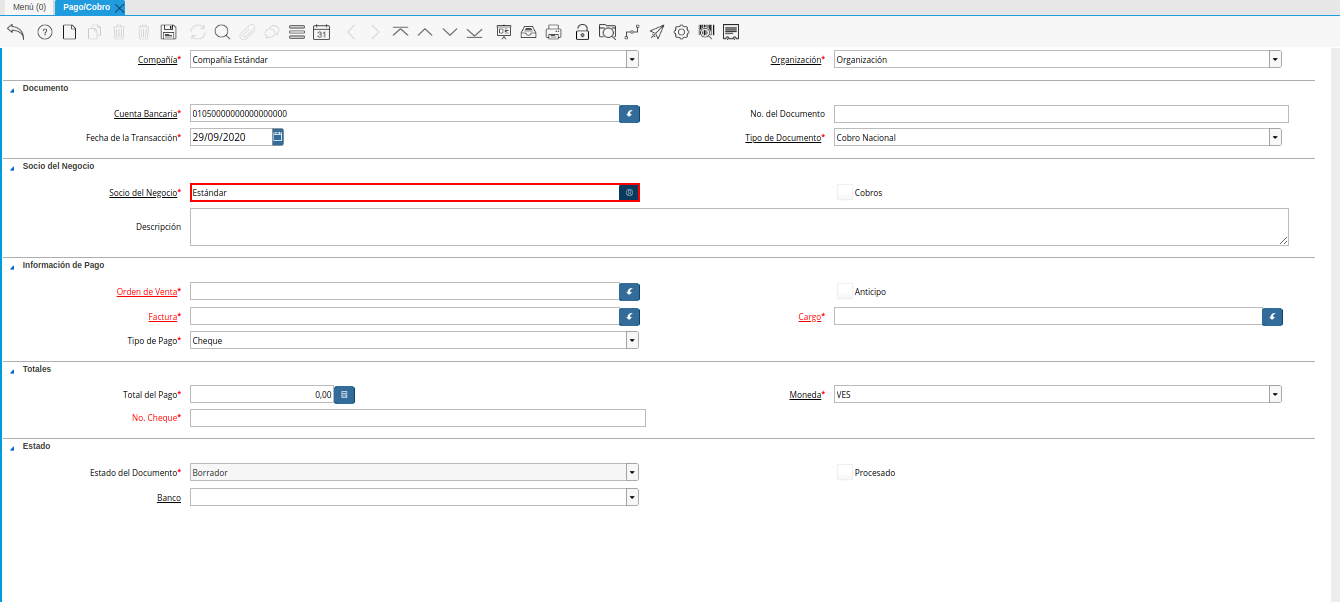 Menú (0) Pago/Cobro
31
Compañía* Compañía Estándar Organización* Organización
Documento
Cuenta Bancaria* 01050000000000000000 No. del Documento
Fecha de la Transacción* 29/09/2020 Tipo de Documento* Cobro Nacional
Socio del Negocio
Socio del Negocio* Estándar Cobros
Descripción
Información de Pago
Orden de Venta* Anticipo
Factura* Cargo*
Tipo de Pago* Cheque
Totales
Total del Pago* 0,00 Moneda* VES
No. Cheque*
Estado
Estado del Documento* Borrador Procesado
Banco